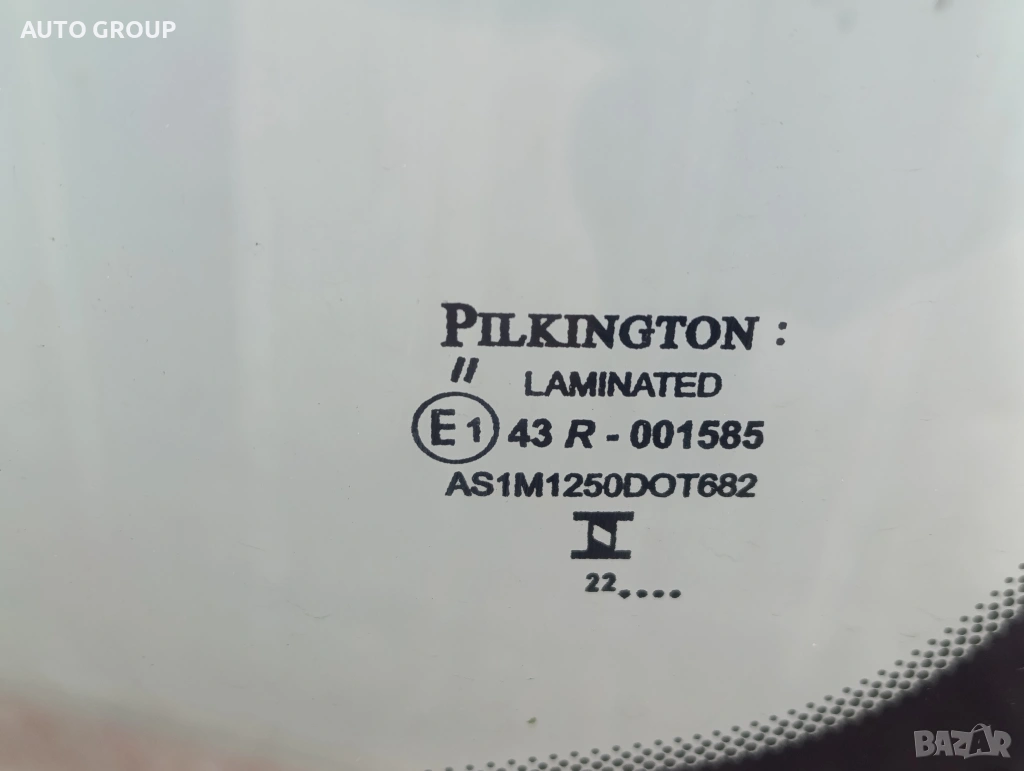 AUTO GROUP
PILKINGTON :
// LAMINATED
E1 43 R - 001585
AS1M1250DOT682
N
22....
BAZAR